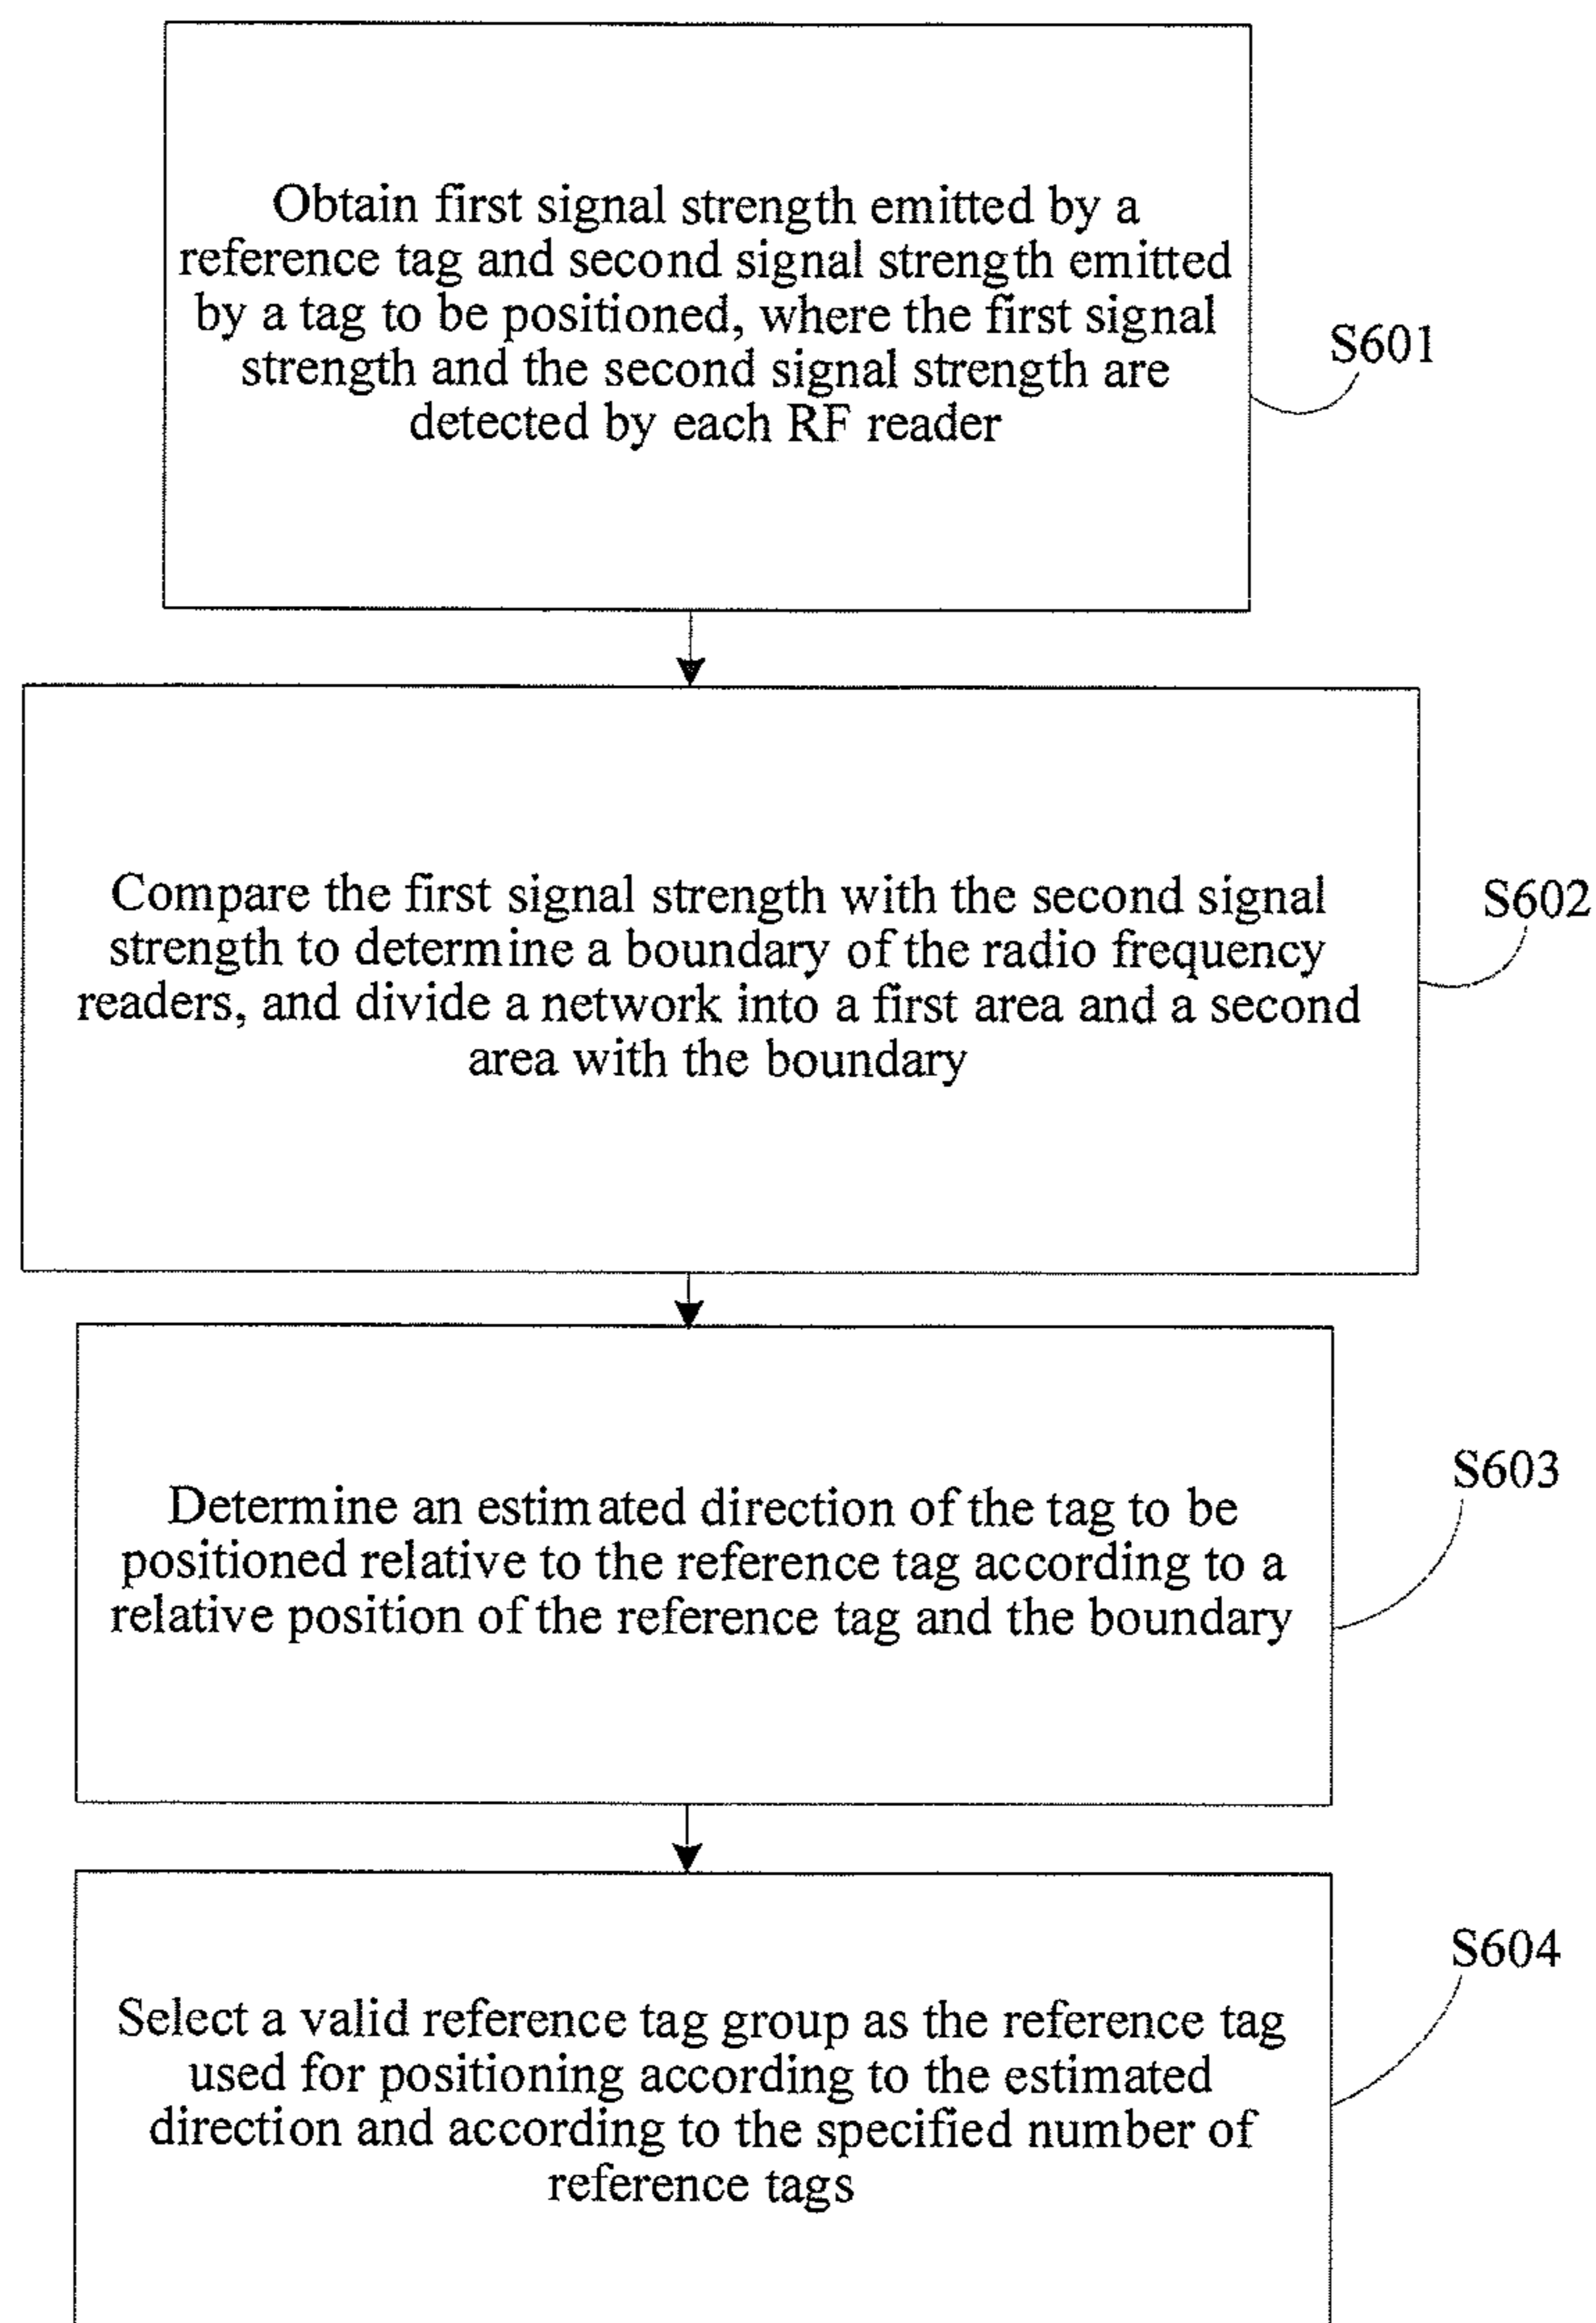 Obtain first signal strength emitted by a
reference tag and second signal strength emitted
by a tag to be positioned, where the first signal
strength and the second signal strength are
detected by each RF reader
S601
Compare the first signal strength with the second signal
strength to determine a boundary of the radio frequency
readers, and divide a network into a first area and a second
area with the boundary
S602
Determine an estimated direction of the tag to be
positioned relative to the reference tag according to a
relative position of the reference tag and the boundary
S603
Select a valid reference tag group as the reference tag
used for positioning according to the estimated
direction and according to the specified number of
reference tags
S604